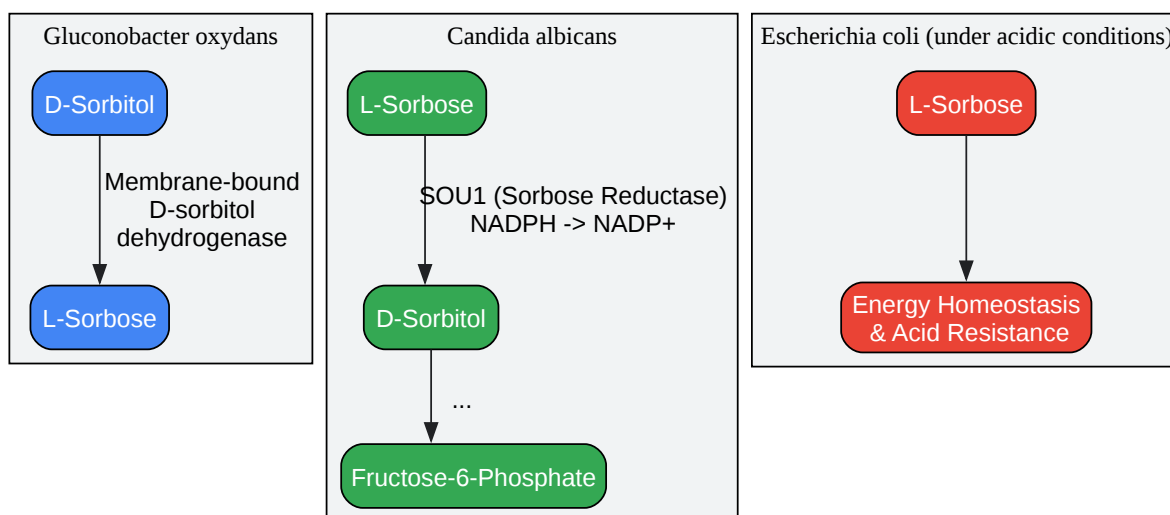 Gluconobacter oxydans
D-Sorbitol
Membrane-bound
D-sorbitol
dehydrogenase
L-Sorbose
Candida albicans
L-Sorbose
SOU1 (Sorbose Reductase)
NADPH -> NADP+
D-Sorbitol
...
Fructose-6-Phosphate
Escherichia coli (under acidic conditions)
L-Sorbose
Energy Homeostasis
& Acid Resistance